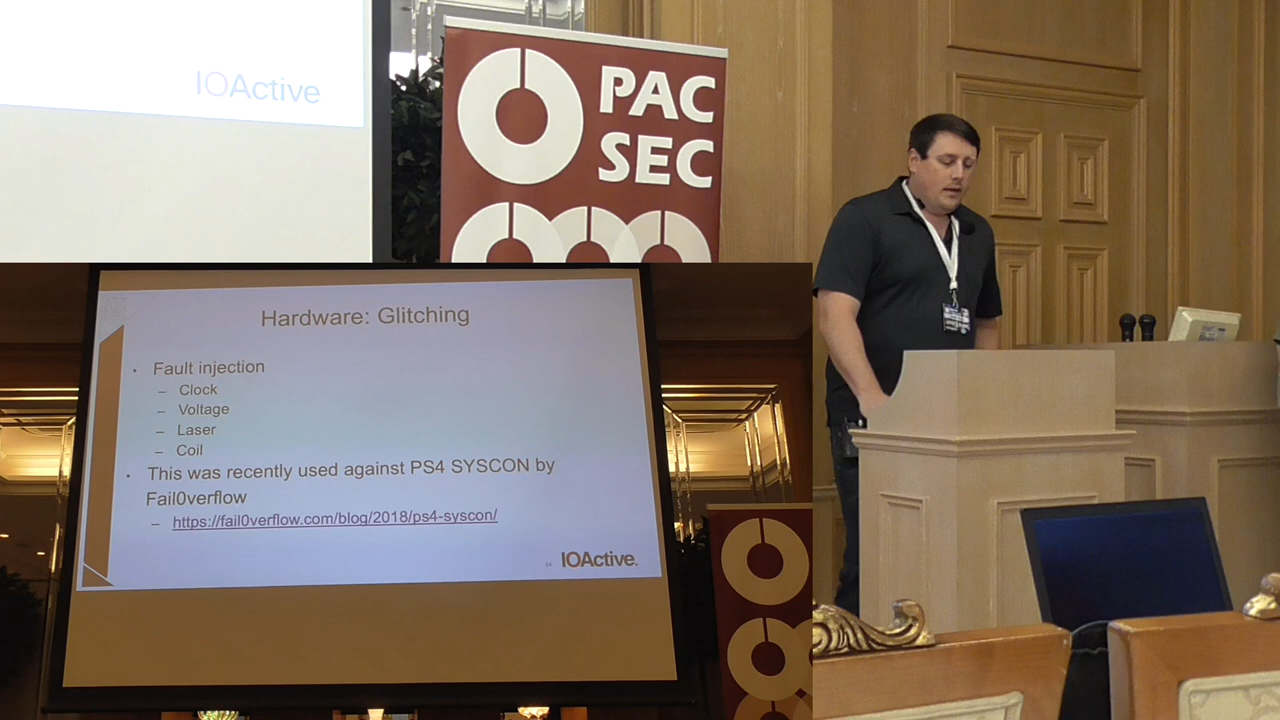 IOActive
PAC
SEC
Hardware: Glitching
• Fault injection
– Clock
– Voltage
– Laser
– Coil
• This was recently used against PS4 SYSCON by
Fail0verflow
– https://fail0verflow.com/blog/2018/ps4-syscon/
IOActive.